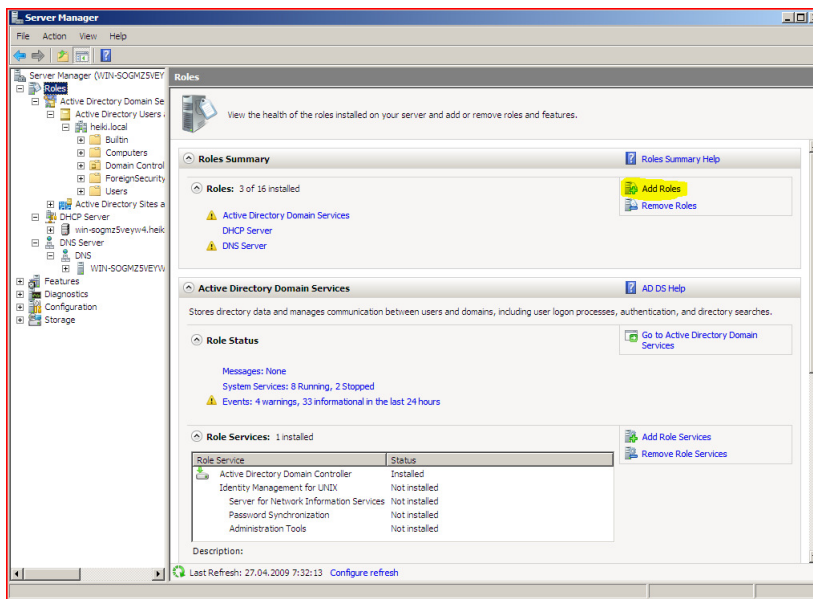 Server Manager
File Action View Help
Server Manager (WIN-SOGMZ5VEY
Roles
Active Directory Domain Se
Active Directory Users
heiki.local
Builtin
Computers
Domain Control
ForeignSecurity
Users
Active Directory Sites a
DHCP Server
win-sogmz5veyw4.heik
DNS Server
DNS
WIN-SOGMZ5VEYW
Features
Diagnostics
Configuration
Storage
Roles
View the health of the roles installed on your server and add or remove roles and features.
Roles Summary
Roles Summary Help
Roles: 3 of 16 installed
Add Roles
Remove Roles
Active Directory Domain Services
DHCP Server
DNS Server
Active Directory Domain Services
AD DS Help
Stores directory data and manages communication between users and domains, including user logon processes, authentication, and directory searches.
Role Status
Go to Active Directory Domain
Services
Messages: None
System Services: 8 Running, 2 Stopped
Events: 4 warnings, 33 informational in the last 24 hours
Role Services: 1 installed
Add Role Services
Remove Role Services
Role Service Status
Active Directory Domain Controller Installed
Identity Management for UNIX Not installed
Server for Network Information Services Not installed
Password Synchronization Not installed
Administration Tools Not installed
Description:
Last Refresh: 27.04.2009 7:32:13 Configure refresh